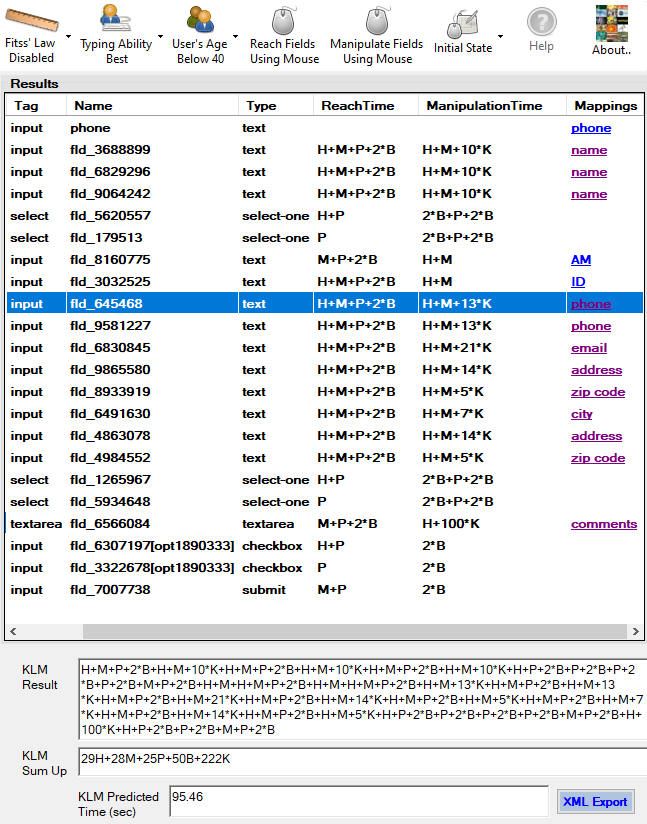 Fitss' Law Disabled
Typing Ability Best
User's Age Below 40
Reach Fields Using Mouse
Manipulate Fields Using Mouse
Initial State
Help
About..
Results
Tag Name Type ReachTime ManipulationTime Mappings
input phone text phone
input fld_3688899 text H+M+P+2*B H+M+10*K name
input fld_6829296 text H+M+P+2*B H+M+10*K name
input fld_9064242 text H+M+P+2*B H+M+10*K name
select fld_5620557 select-one H+P 2*B+P+2*B
select fld_179513 select-one P 2*B+P+2*B
input fld_8160775 text M+P+2*B H+M AM
input fld_3032525 text H+M+P+2*B H+M ID
input fld_645468 text H+M+P+2*B H+M+13*K phone
input fld_9581227 text H+M+P+2*B H+M+13*K phone
input fld_6830845 text H+M+P+2*B H+M+21*K email
input fld_9865580 text H+M+P+2*B H+M+14*K address
input fld_8933919 text H+M+P+2*B H+M+5*K zip code
input fld_6491630 text H+M+P+2*B H+M+7*K city
input fld_4863078 text H+M+P+2*B H+M+14*K address
input fld_4984552 text H+M+P+2*B H+M+5*K zip code
select fld_1265967 select-one H+P 2*B+P+2*B
select fld_5934648 select-one P 2*B+P+2*B
textarea fld_6566084 textarea M+P+2*B H+100*K comments
input fld_6307197[opt1890333] checkbox H+P 2*B
input fld_3322678[opt1890333] checkbox P 2*B
input fld_7007738 submit M+P 2*B
KLM Result
H+M+P+2*B+H+M+10*K+H+M+P+2*B+H+M+10*K+H+M+P+2*B+H+M+10*K+H+P+2*B+P+2*B+P+2
*B+P+2*B+M+P+2*B+H+M+H+M+P+2*B+H+M+H+M+P+2*B+H+M+13*K+H+M+P+2*B+H+M+13
*K+H+M+P+2*B+H+M+21*K+H+M+P+2*B+H+M+14*K+H+M+P+2*B+H+M+5*K+H+M+P+2*B+H+M+7
*K+H+M+P+2*B+H+M+14*K+H+M+P+2*B+H+M+5*K+H+P+2*B+P+2*B+P+2*B+P+2*B+M+P+2*B+H+
100*K+H+P+2*B+P+2*B+M+P+2*B
KLM Sum Up
29H+28M+25P+50B+222K
KLM Predicted Time (sec)
95.46
XML Export